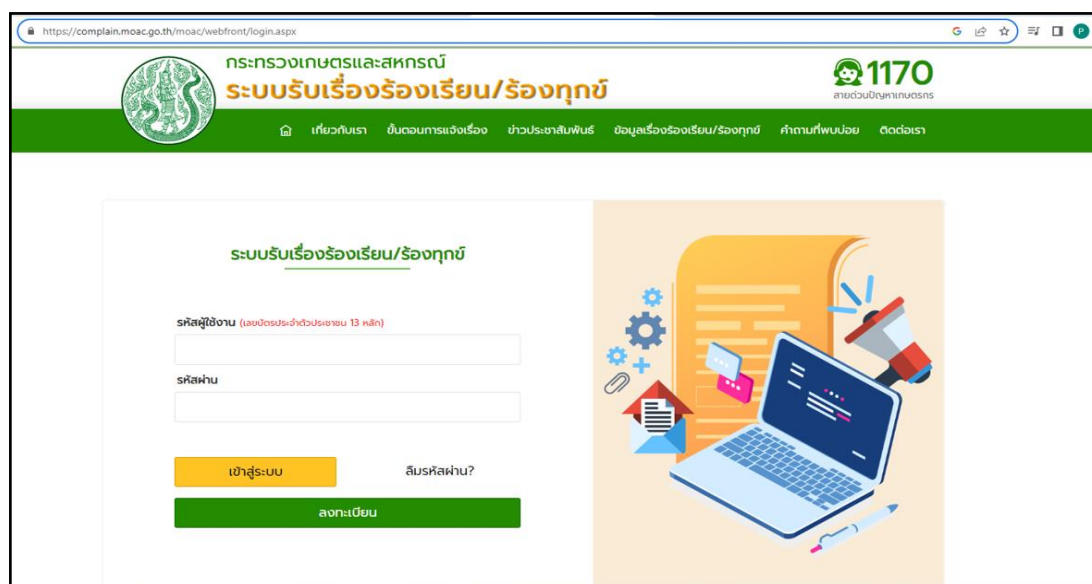 https://complain.moac.go.th/moac/webfront/login.aspx
กระทรวงเกษตรและสหกรณ์
ระบบรับเรื่องร้องเรียน/ร้องทุกข์
1170
สายด่วนปัญหาเกษตรกร
เกี่ยวกับเรา ขั้นตอนการแจ้งเรื่อง ข่าวประชาสัมพันธ์ ข้อมูลเรื่องร้องเรียน/ร้องทุกข์ คำถามที่พบบ่อย ติดต่อเรา
ระบบรับเรื่องร้องเรียน/ร้องทุกข์
รหัสผู้ใช้งาน (เลขบัตรประจำตัวประชาชน 13 หลัก)
รหัสผ่าน
เข้าสู่ระบบ ลืมรหัสผ่าน?
ลงทะเบียน